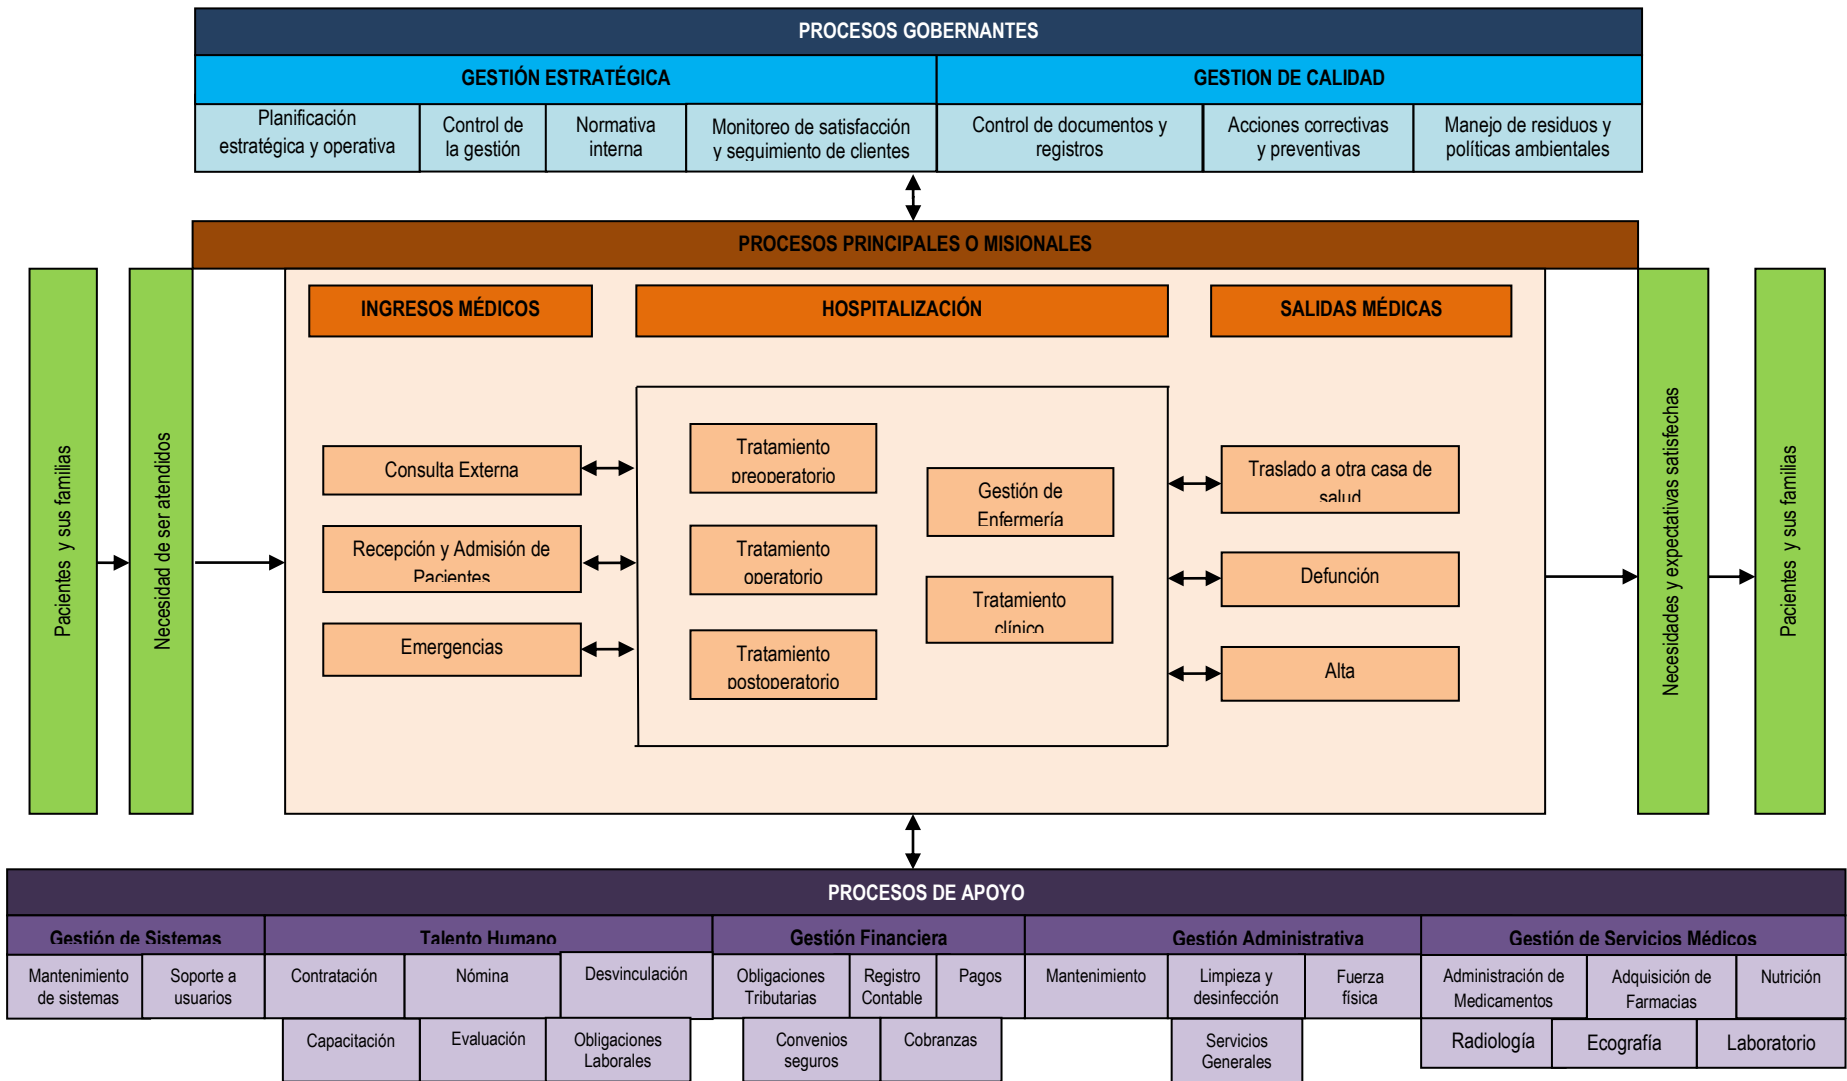 PROCESOS GOBERNANTES
GESTIÓN ESTRATÉGICA
GESTION DE CALIDAD
Planificación
estratégica y operativa
Control de
la gestión
Normativa
interna
Monitoreo de satisfacción
y seguimiento de clientes
Control de documentos y
registros
Acciones correctivas
y preventivas
Manejo de residuos y
políticas ambientales
PROCESOS PRINCIPALES O MISIONALES
Pacientes y sus familias
Necesidad de ser atendidos
INGRESOS MÉDICOS
HOSPITALIZACIÓN
SALIDAS MÉDICAS
Consulta Externa
Recepción y Admisión de
Pacientes
Emergencias
Tratamiento
preoperatorio
Tratamiento
operatorio
Tratamiento
postoperatorio
Gestión de
Enfermería
Tratamiento
clínico
Traslado a otra casa de
salud
Defunción
Alta
Necesidades y expectativas satisfechas
Pacientes y sus familias
PROCESOS DE APOYO
Gestión de Sistemas
Talento Humano
Gestión Financiera
Gestión Administrativa
Gestión de Servicios Médicos
Mantenimiento
de sistemas
Soporte a
usuarios
Contratación
Nómina
Desvinculación
Obligaciones
Tributarias
Registro
Contable
Pagos
Mantenimiento
Limpieza y
desinfección
Fuerza
física
Administración de
Medicamentos
Adquisición de
Farmacias
Nutrición
Capacitación
Evaluación
Obligaciones
Laborales
Convenios
seguros
Cobranzas
Servicios
Generales
Radiología
Ecografía
Laboratorio